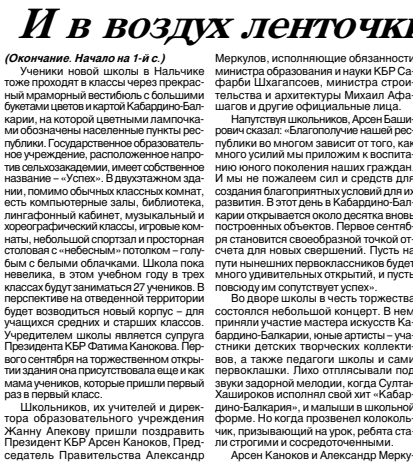 И в воздух ленточки
(Окончание. Начало на 1-й с.)
Ученики новой школы в Нальчике
тоже проходят в классы через прекрас-
ный мраморный вестибюль с большими
букетами цветов и картой Кабардино-Бал-
карии, на которой цветными лампочка-
ми обозначены населенные пункты рес-
публики. Государственное образователь-
ное учреждение, расположенное напро-
тив сельхозакадемии, имеет собственное
название – «Успех». В двухэтажном зда-
нии, помимо обычных классных комнат,
есть компьютерные залы, библиотека,
лингафонный кабинет, музыкальный и
хореографический классы, игровые ком-
наты, небольшой спортзал и просторная
столовая с «небесным» потолком – голу-
бым с белыми облачками. Школа пока
невелика, в этом учебном году в трех
классах будут заниматься 27 учеников. В
перспективе на отведенной территории
будет возводиться новый корпус – для
учащихся средних и старших классов.
Учредителем школы является супруга
Президента КБР Фатима Канокова. Пер-
вого сентября на торжественном откры-
тии здания она присутствовала еще и как
мама учеников, которые пришли первый
раз в первый класс.
Школьников, их учителей и дирек-
тора образовательного учреждения
Жанну Апекову пришли поздравить
Президент КБР Арсен Каноков, Пред-
седатель Правительства Александр
Меркулов, исполняющие обязанности
министра образования и науки КБР Са-
фарби Шхагапсоев, министра строи-
тельства и архитектуры Михаил Афа-
шагов и другие официальные лица.
Напутствуя школьников, Арсен Баши-
рович сказал: «Благополучие нашей рес-
публики во многом зависит от того, как
много усилий мы приложим к воспита-
нию юного поколения наших граждан.
И мы не пожалеем сил и средств для
создания благоприятных условий для их
развития. В этот день в Кабардино-Бал-
карии открывается около десятка вновь
построенных объектов. Первое сентяб-
ря становится своеобразной точкой от-
счета для новых свершений. Пусть на
пути нынешних первоклассников будет
много удивительных открытий, и пусть
повсюду им сопутствует успех».
Во дворе школы в честь торжества
состоялся небольшой концерт. В нем
приняли участие мастера искусств Ка-
бардино-Балкарии, юные артисты – уча-
стники детских творческих коллекти-
вов, а также педагоги школы и сами
первоклашки. Лихо отплясывали под
звуки задорной мелодии, когда Султан
Хашироков исполнял свой хит «Кабар-
дино-Балкария», и малыши в школьной
форме. Но когда прозвенел колоколь-
чик, призывающий на урок, ребята ста-
ли строгими и сосредоточенными.
Арсен Каноков и Александр Мерку-